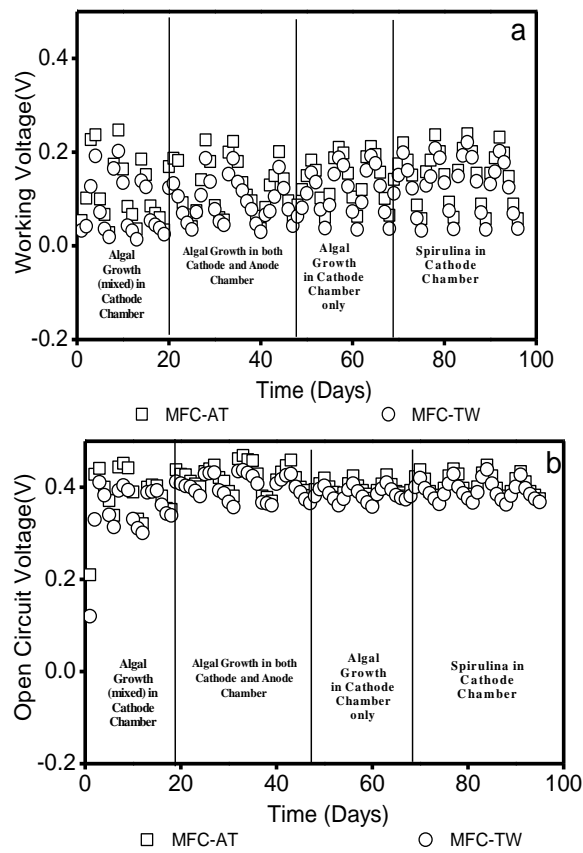 a
0.4
0.2
0.0
-0.2
Working Voltage(V)
Algal
Growth
(mixed) in
Cathode
Chamber
Algal Growth in both
Cathode and Anode
Chamber
Algal
Growth
in Cathode
Chamber
only
Spirulina in
Cathode
Chamber
0 20 40 60 80 100
Time (Days)
MFC-AT MFC-TW
b
0.4
0.4
0.0
-0.2
Open Circuit Voltage(V)
Algal
Growth
(mixed) in
Cathode
Chamber
Algal Growth in both
Cathode and Anode
Chamber
Algal
Growth
in Cathode
Chamber
only
Spirulina in
Cathode
Chamber
0 20 40 60 80 100
Time (Days)
MFC-AT MFC-TW